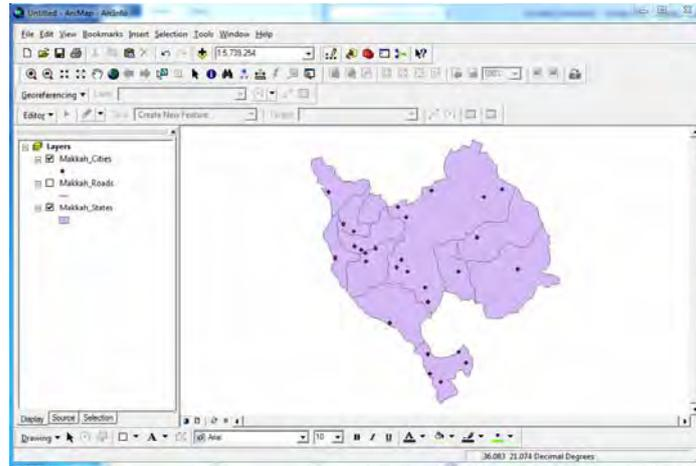 Untitled - ArcMap - ArcInfo
File Edit View Bookmarks Insert Selection Tools Window Help
1:5,739,254
Georeferencing
Editor Create New Feature
Layers
Makkah_Cities
Makkah_Roads
Makkah_States
Display Source Selection
Drawing A Arial 10 B I U A
36.083 21.074 Decimal Degrees